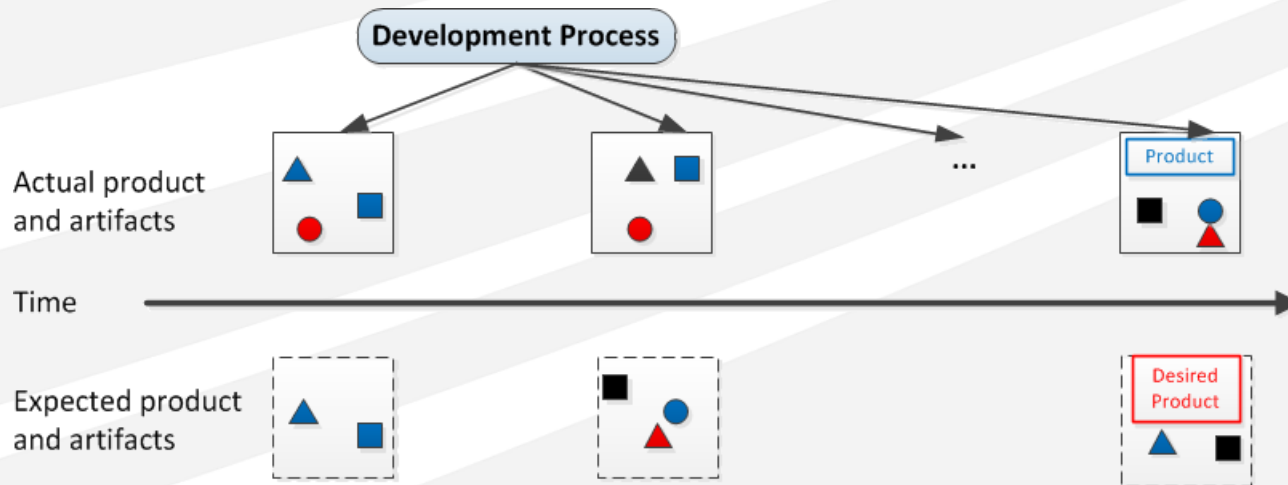 Development Process
Actual product
and artifacts
...
Product
Time
Expected product
and artifacts
Desired
Product